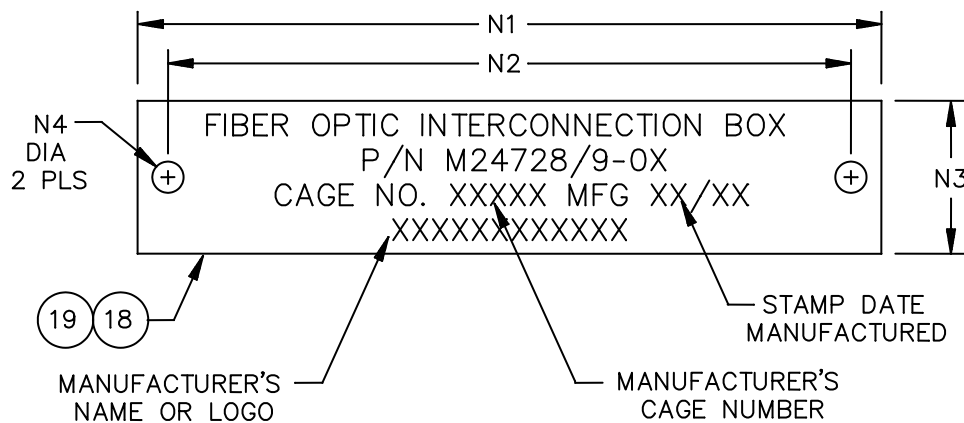 N1
N2
N4
DIA
2 PLS
FIBER OPTIC INTERCONNECTION BOX
P/N M24728/9-0X
CAGE NO. XXXXX MFG XX/XX
XXXXXXXXXXXX
N3
19 18
STAMP DATE
MANUFACTURED
MANUFACTURER'S
NAME OR LOGO
MANUFACTURER'S
CAGE NUMBER